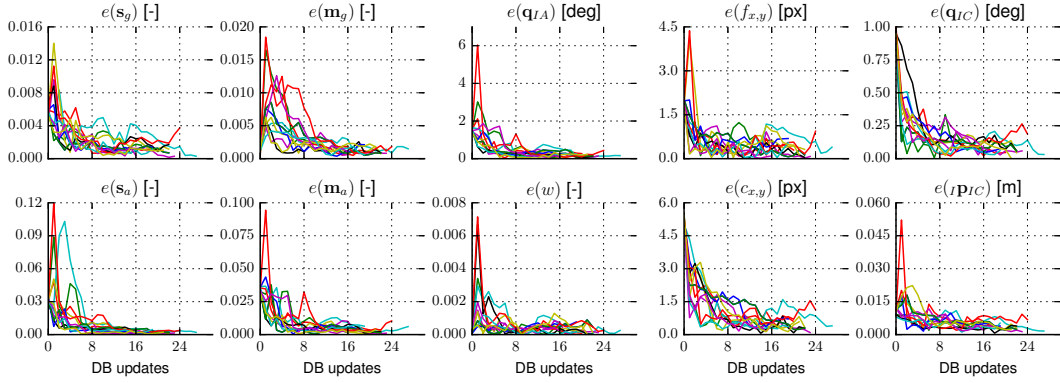 e(s_g) [-] e(m_g) [-] e(q_IA) [deg] e(f_x,y) [px] e(q_IC) [deg]
0.016 0.020 6 4.5 1.00
0.012 0.015 4 3.0 0.75
0.008 0.010 2 1.5 0.50
0.004 0.005 0 0.0 0.25
0.000 0.000 0.00
e(s_a) [-] e(m_a) [-] e(w) [-] e(c_x,y) [px] e(_Ip_IC) [m]
0.12 0.100 0.008 6.0 0.060
0.09 0.075 0.006 4.5 0.045
0.06 0.050 0.004 3.0 0.030
0.03 0.025 0.002 1.5 0.015
0.00 0.000 0.000 0.0 0.000
0 8 16 24 0 8 16 24 0 8 16 24 0 8 16 24 0 8 16 24
DB updates DB updates DB updates DB updates DB updates